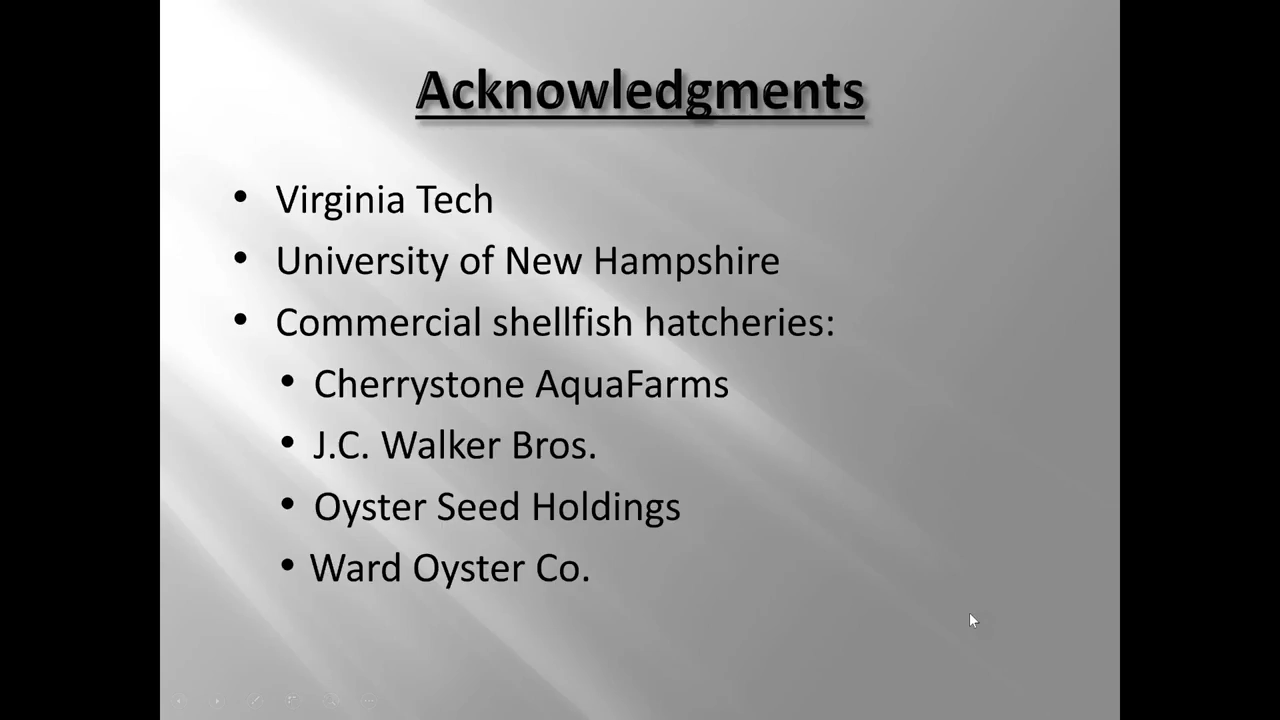 Acknowledgments
• Virginia Tech
• University of New Hampshire
• Commercial shellfish hatcheries:
• Cherrystone AquaFarms
• J.C. Walker Bros.
• Oyster Seed Holdings
• Ward Oyster Co.